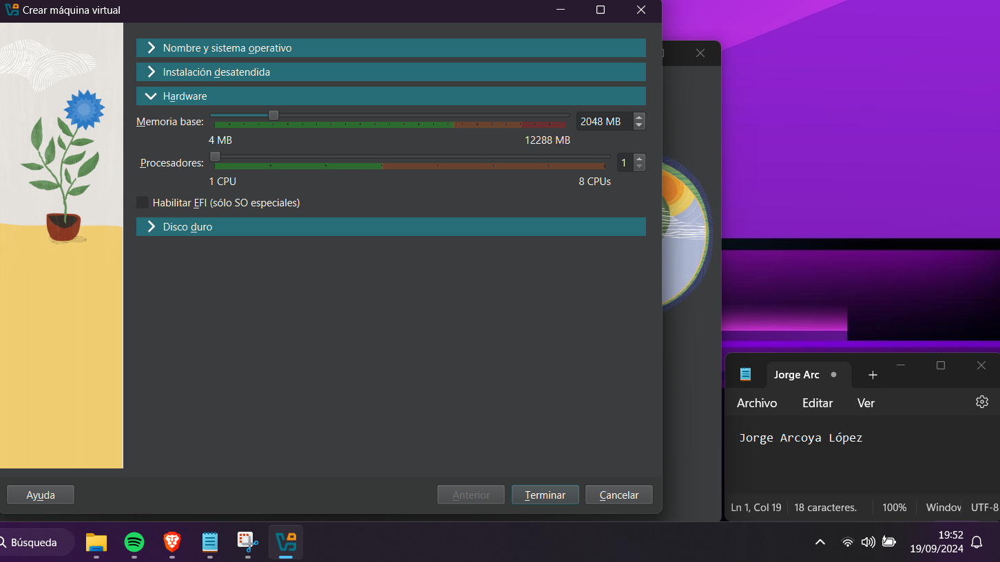 Crear máquina virtual
Nombre y sistema operativo
Instalación desatendida
Hardware
Memoria base:
2048 MB
4 MB
12288 MB
Procesadores:
1
1 CPU
8 CPUs
Habilitar EFI (sólo SO especiales)
Disco duro
Ayuda
Anterior
Terminar
Cancelar
Jorge Arc
Archivo
Editar
Ver
Jorge Arcoya López
Ln 1, Col 19
18 caracteres.
100%
Window
UTF-8
Búsqueda
19:52
19/09/2024